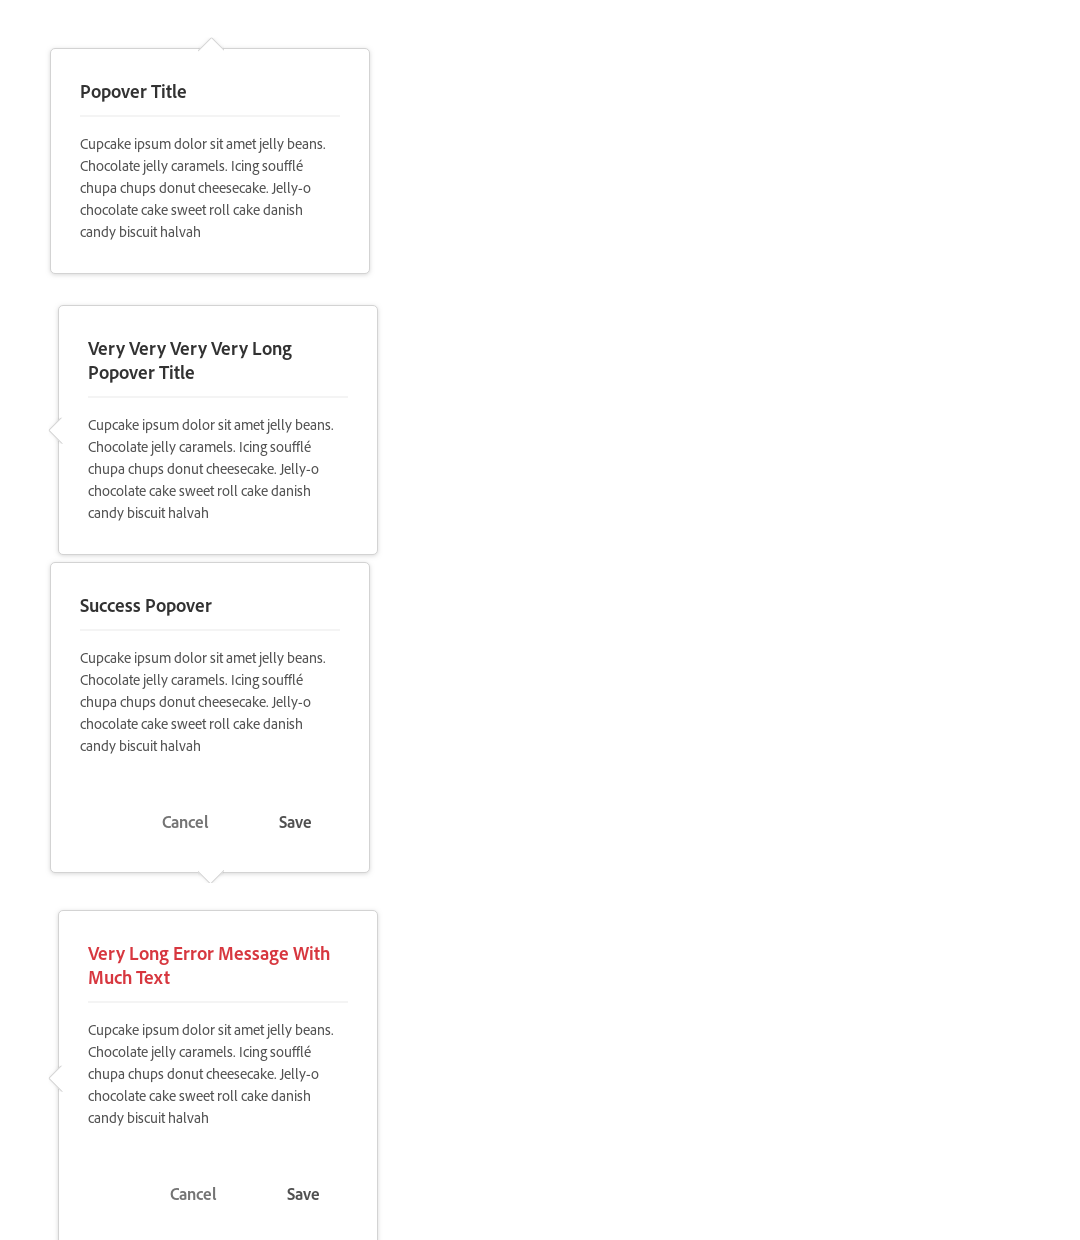 Popover Title
Cupcake ipsum dolor sit amet jelly beans.
Chocolate jelly caramels. Icing soufflé
chupa chups donut cheesecake. Jelly-o
chocolate cake sweet roll cake danish
candy biscuit halvah
Very Very Very Very Long
Popover Title
Cupcake ipsum dolor sit amet jelly beans.
Chocolate jelly caramels. Icing soufflé
chupa chups donut cheesecake. Jelly-o
chocolate cake sweet roll cake danish
candy biscuit halvah
Success Popover
Cupcake ipsum dolor sit amet jelly beans.
Chocolate jelly caramels. Icing soufflé
chupa chups donut cheesecake. Jelly-o
chocolate cake sweet roll cake danish
candy biscuit halvah
Cancel Save
Very Long Error Message With
Much Text
Cupcake ipsum dolor sit amet jelly beans.
Chocolate jelly caramels. Icing soufflé
chupa chups donut cheesecake. Jelly-o
chocolate cake sweet roll cake danish
candy biscuit halvah
Cancel Save